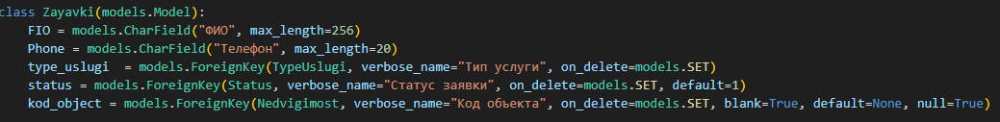 class Zayavki(models.Model):
FIO = models.CharField("ФИО", max_length=256)
Phone = models.CharField("Телефон", max_length=20)
type_uslugi  = models.ForeignKey(TypeUslugi, verbose_name="Тип услуги", on_delete=models.SET)
status = models.ForeignKey(Status, verbose_name="Статус заявки", on_delete=models.SET, default=1)
kod_object = models.ForeignKey(Nedvigimost, verbose_name="Код объекта", on_delete=models.SET, blank=True, default=None, null=True)